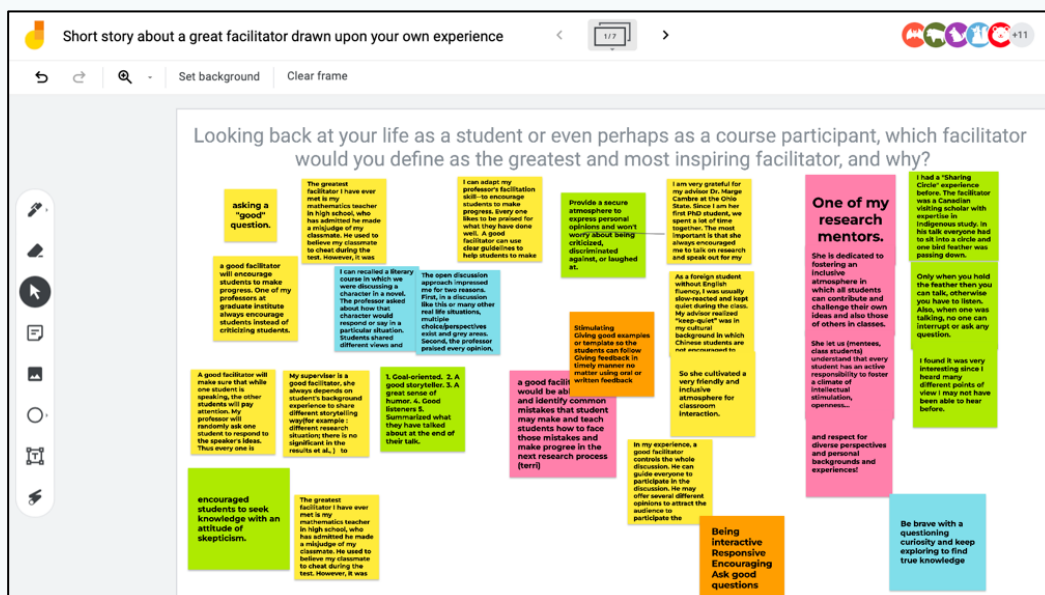 Short story about a great facilitator drawn upon your own experience
1/7
+11
Set background
Clear frame
Looking back at your life as a student or even perhaps as a course participant, which facilitator
would you define as the greatest and most inspiring facilitator, and why?
asking a
"good"
question.
The greatest
facilitator I have ever
met is my
mathematics teacher
in high school, who
has admitted he made
a misjudge of my
classmate. He used to
believe my classmate
to cheat during the
test. However, it was
I can adapt my
professor's facilitation
skill--to encourage
students to make
progress. Every one
likes to be praised for
what they have done
well. A good
facilitator can use
clear guidelines to
help students to make
Provide a secure
atmosphere to
express personal
opinions and won't
worry about being
criticized,
discriminated
against, or laughed
at.
I am very grateful for
my advisor Dr. Marge
Cambre at the Ohio
State. Since I am her
first PhD student, we
spent a lot of time
together. The most
important is that she
always encouraged
me to talk on research
and speak out for my
One of my
research
mentors.
She is dedicated to
fostering an
inclusive
atmosphere in
which all students
can contribute and
challenge their own
ideas and also those
of others in classes.
She let us (mentees,
class students)
understand that every
student has an active
responsibility to foster
a climate of
intellectual
stimulation,
openness...
and respect for
diverse perspectives
and personal
backgrounds and
experiences!
I had a "Sharing
Circle" experience
before. The facilitator
was a Canadian
visiting scholar with
expertise in
Indigenous study. In
his talk everyone had
to sit into a circle and
one bird feather was
passing down.
Only when you hold
the feather then you
can talk, otherwise
you have to listen.
Also, when one was
talking, no one can
interrupt or ask any
question.
I found it was very
interesting since I
heard many
different points of
view I may not have
been able to hear
before.
a good facilitator
will encourage
students to make
progress. One of my
professors at
graduate institute
always encourage
students instead of
criticizing students.
I can recalled a literary
course in which we
were discussing a
character in a novel.
The professor asked
about how that
character would
respond or say in a
particular situation.
Students shared
different views and
The open discussion
approach impressed
me for two reasons.
First, in a discussion
like this or many other
real life situations,
multiple
choice/perspectives
exist and grey areas.
Second, the professor
praised every opinion,
As a foreign student
without English
fluency, I was usually
slow-reacted and kept
quiet during the class.
My advisor realized
"keep-quiet" was in
my cultural
background in which
Chinese students are
not encouraged to
So she cultivated a
very friendly and
inclusive
atmosphere for
classroom
interaction.
Stimulating
Giving good examples
or template so the
students can follow
Giving feedback in
timely manner no
matter using oral or
written feedback
A good facilitator will
make sure that while
one student is
speaking, the other
students will pay
attention. My
professor will
randomly ask one
student to respond to
the speaker's ideas.
Thus every one is
My superviser is a
good facilitator, she
always depends on
student's background
experience to share
different storytelling
way(for example :
different research
situation; there is no
significant in the
results et al., ) to
1. Goal-oriented. 2. A
good storyteller. 3. A
great sense of humor.
4. Good
listeners 5.
Summarized what
they have talked
about at the end of
their talk.
a good
would be
and identify common
mistakes that student
may make and teach
students how to face
those mistakes and
make progree in the
next research process
(terri)
In my experience, a
good facilitator
controls the whole
discussion. He can
guide everyone to
participate in the
discussion. He may
offer several different
opinions to attract the
audience to
participate the
encouraged
students to seek
knowledge with an
attitude of
skepticism.
The greatest
facilitator I have ever
met is my
mathematics teacher
in high school, who
has admitted he made
a misjudge of my
classmate. He used to
believe my classmate
to cheat during the
test. However, it was
Being
interactive
Responsive
Encouraging
Ask good
questions
Be brave with a
questioning
curiosity and keep
exploring to find
true knowledge